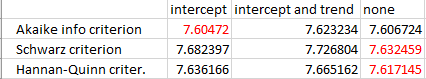 intercept intercept and trend none
Akaike info criterion 7.60472 7.623234 7.606724
Schwarz criterion 7.682397 7.726804 7.632459
Hannan-Quinn criter. 7.636166 7.665162 7.617145